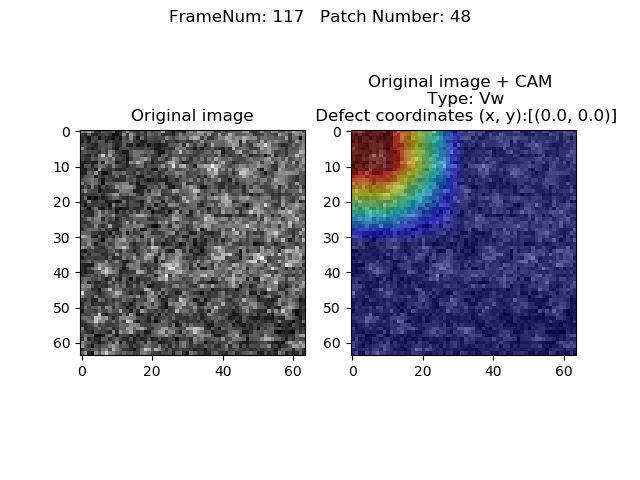 FrameNum: 117   Patch Number: 48
Original image
Original image + CAM
Type: Vw
Defect coordinates (x, y):[(0.0, 0.0)]
0
10
20
30
40
50
60
0 20 40 60
0
10
20
30
40
50
60
0 20 40 60